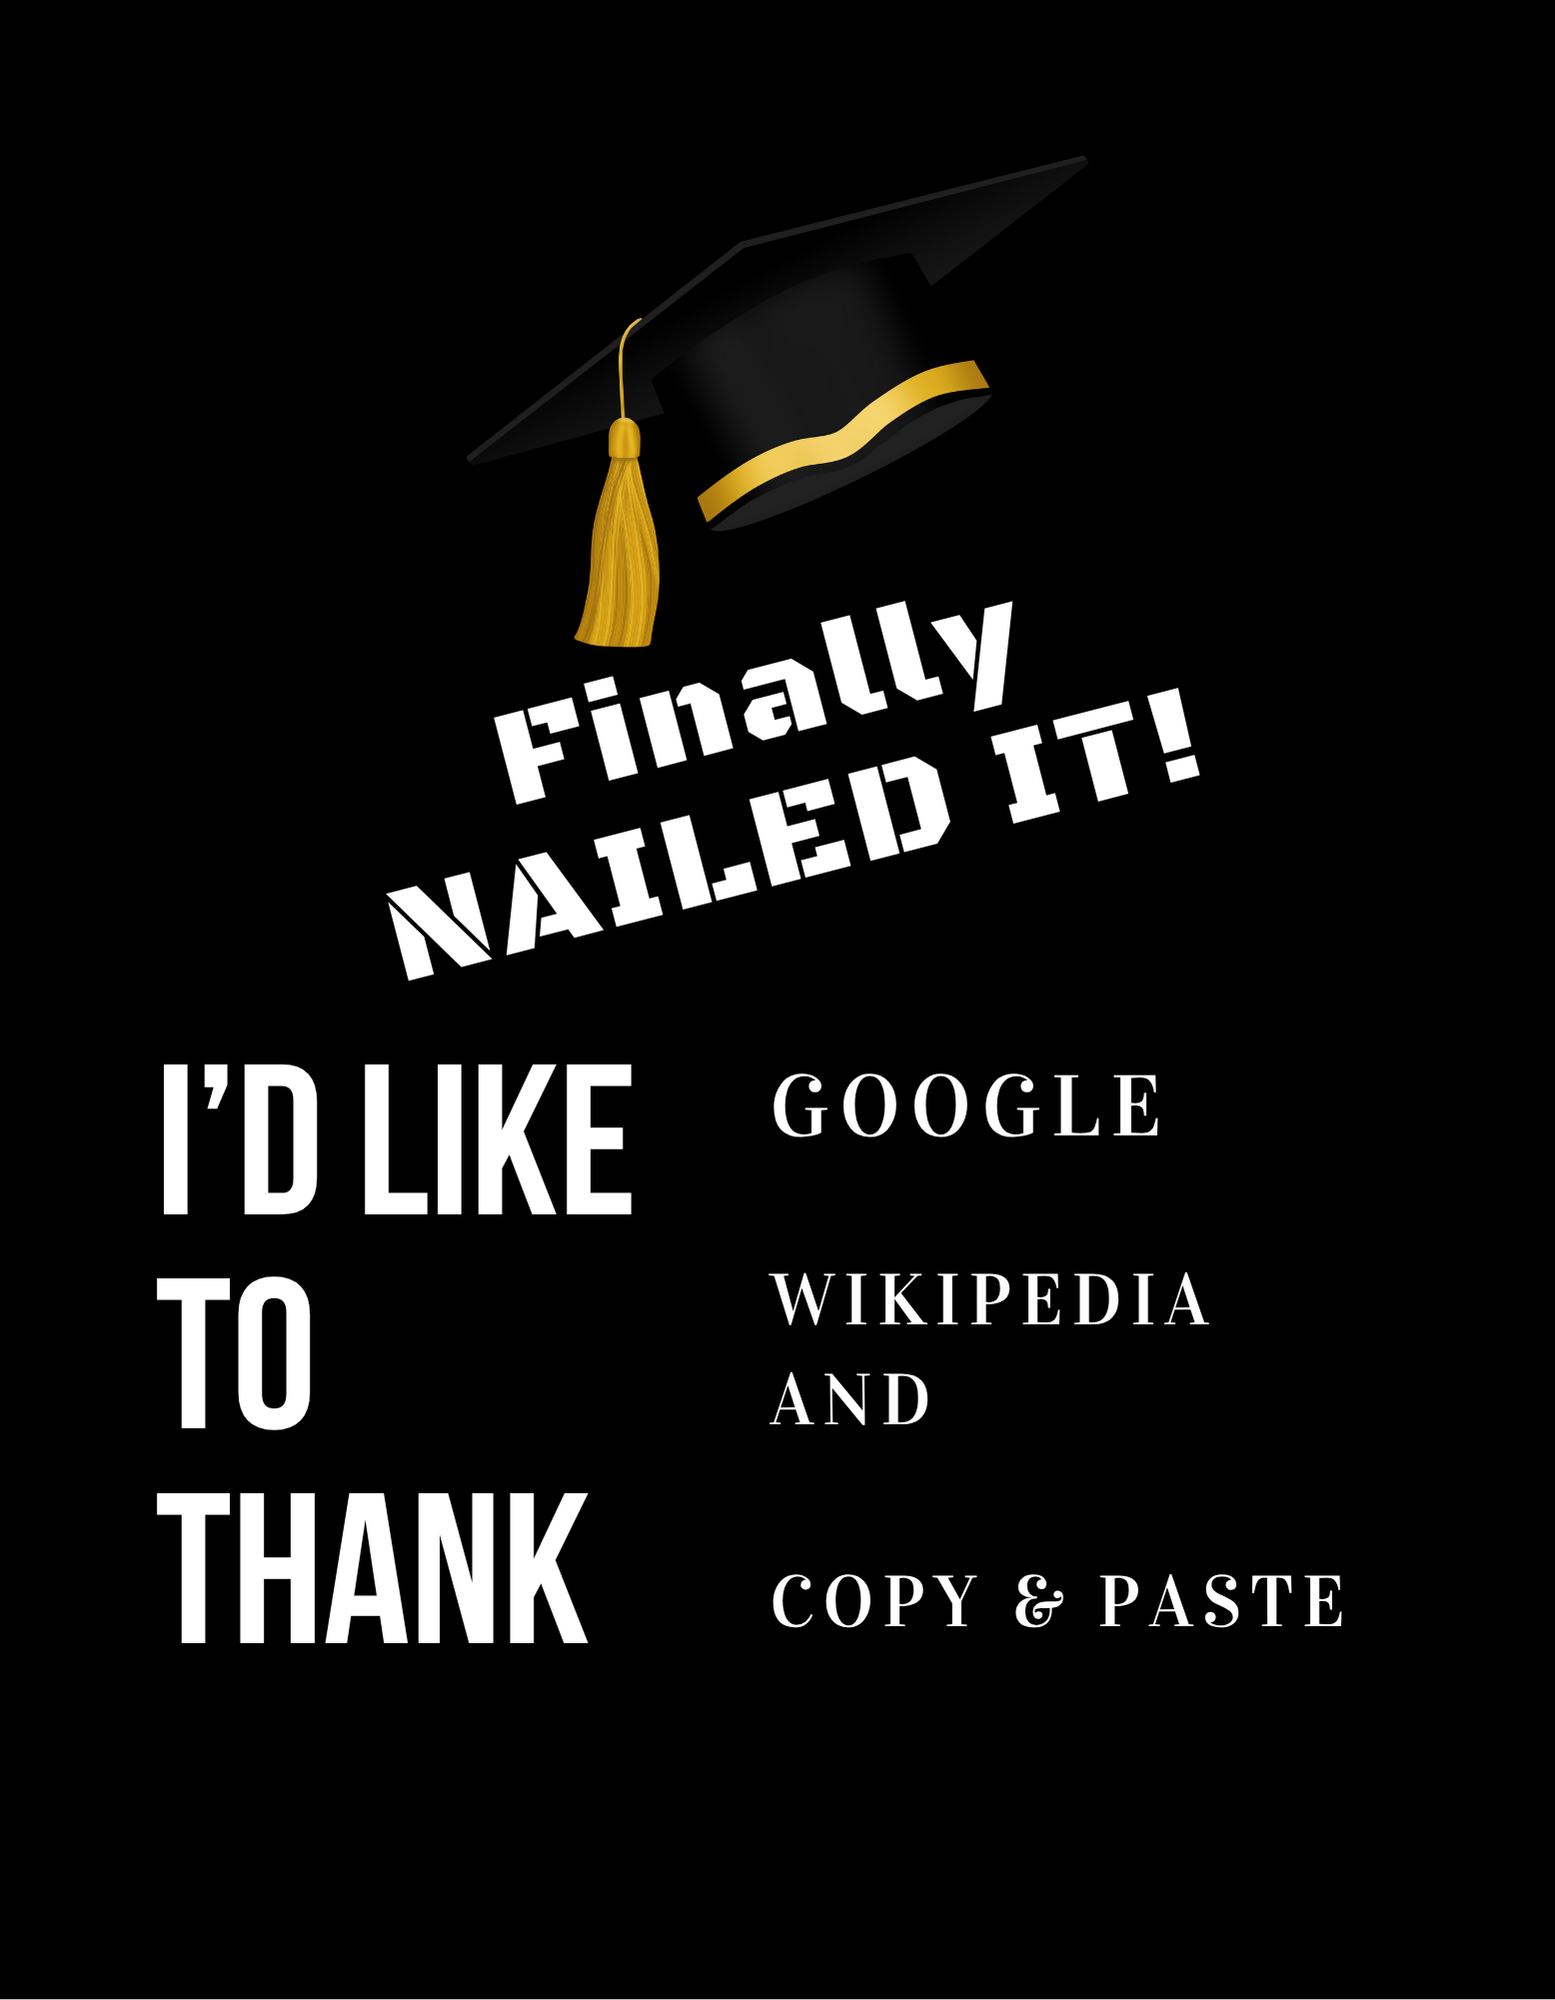 Finally
NAILED IT!
I’D LIKE
TO
THANK
GOOGLE
WIKIPEDIA
AND
COPY & PASTE